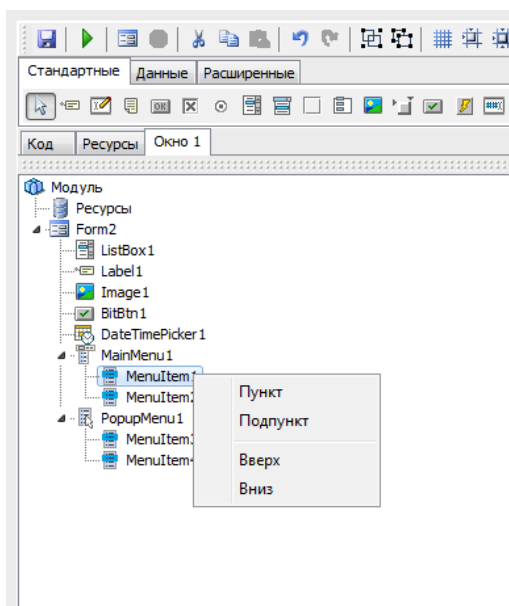 Стандартные Данные Расширенные
OK
Код Ресурсы Окно 1
Модуль
Ресурсы
Form2
ListBox1
Label1
Image1
BitBtn1
DateTimePicker1
MainMenu1
MenuItem1
MenuItem2
PopupMenu1
MenuItem3
MenuItem4
Пункт
Подпункт
Вверх
Вниз